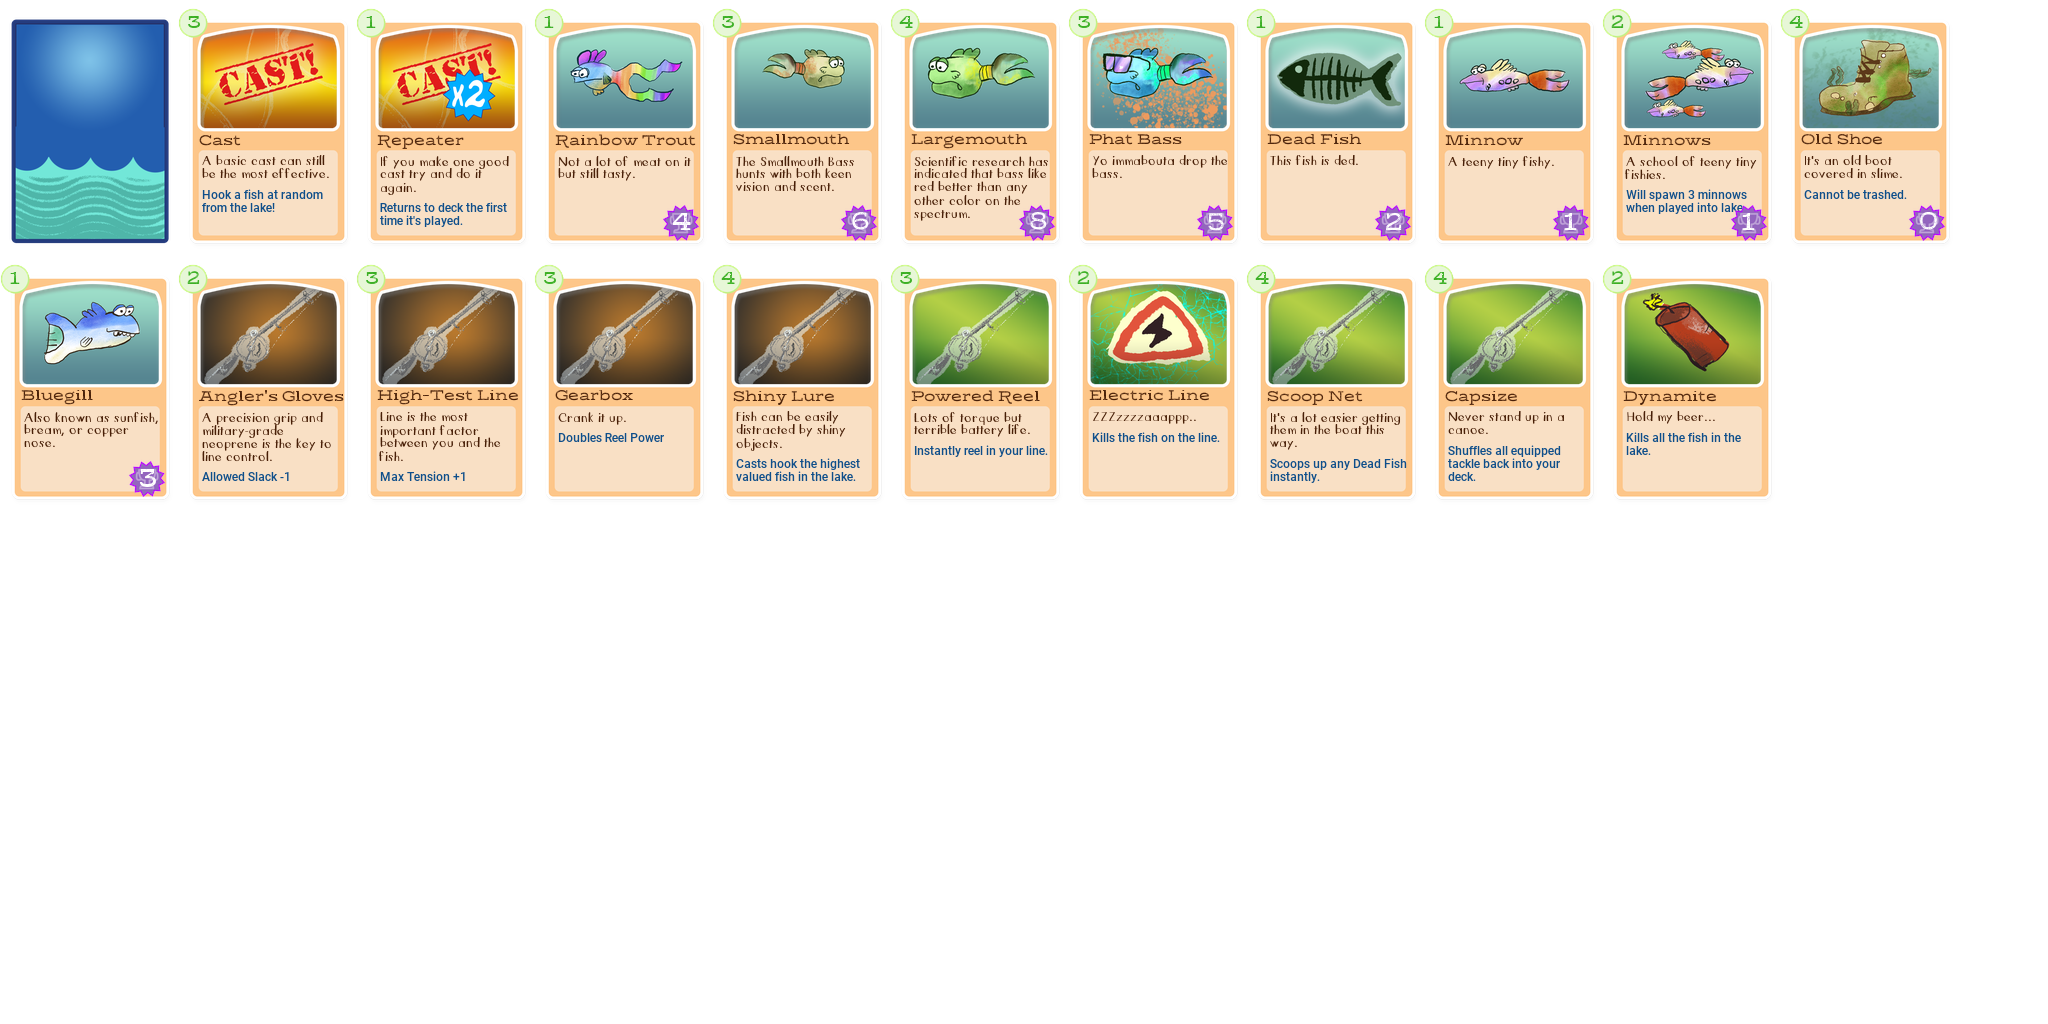 3
CAST!
Cast
A basic cast can still
be the most effective.
Hook a fish at random
from the lake!
1
CAST!
x2
Repeater
If you make one good
cast try and do it
again.
Returns to deck the first
time it's played.
1
Rainbow Trout
Not a lot of meat on it
but still tasty.
4
3
Smallmouth
The Smallmouth Bass
hunts with both keen
vision and scent.
6
4
Largemouth
Scientific research has
indicated that bass like
red better than any
other color on the
spectrum.
8
3
Phat Bass
Yo immabouta drop the
bass.
5
1
Dead Fish
This fish is ded.
2
1
Minnow
A teeny tiny fishy.
1
2
Minnows
A school of teeny tiny
fishies.
Will spawn 3 minnows
when played into lake
1
4
Old Shoe
It's an old boot
covered in slime.
Cannot be trashed.
0
1
Bluegill
Also known as sunfish,
bream, or copper
nose.
3
2
Angler's Gloves
A precision grip and
military-grade
neoprene is the key to
line control.
Allowed Slack -1
3
High-Test Line
Line is the most
important factor
between you and the
fish.
Max Tension +1
3
Gearbox
Crank it up.
Doubles Reel Power
4
Shiny Lure
Fish can be easily
distracted by shiny
objects.
Casts hook the highest
valued fish in the lake.
3
Powered Reel
Lots of torque but
terrible battery life.
Instantly reel in your line.
2
Electric Line
ZZZzzzzaaappp..
Kills the fish on the line.
4
Scoop Net
It's a lot easier getting
them in the boat this
way.
Scoops up any Dead Fish
instantly.
4
Capsize
Never stand up in a
canoe.
Shuffles all equipped
tackle back into your
deck.
2
Dynamite
Hold my beer...
Kills all the fish in the
lake.